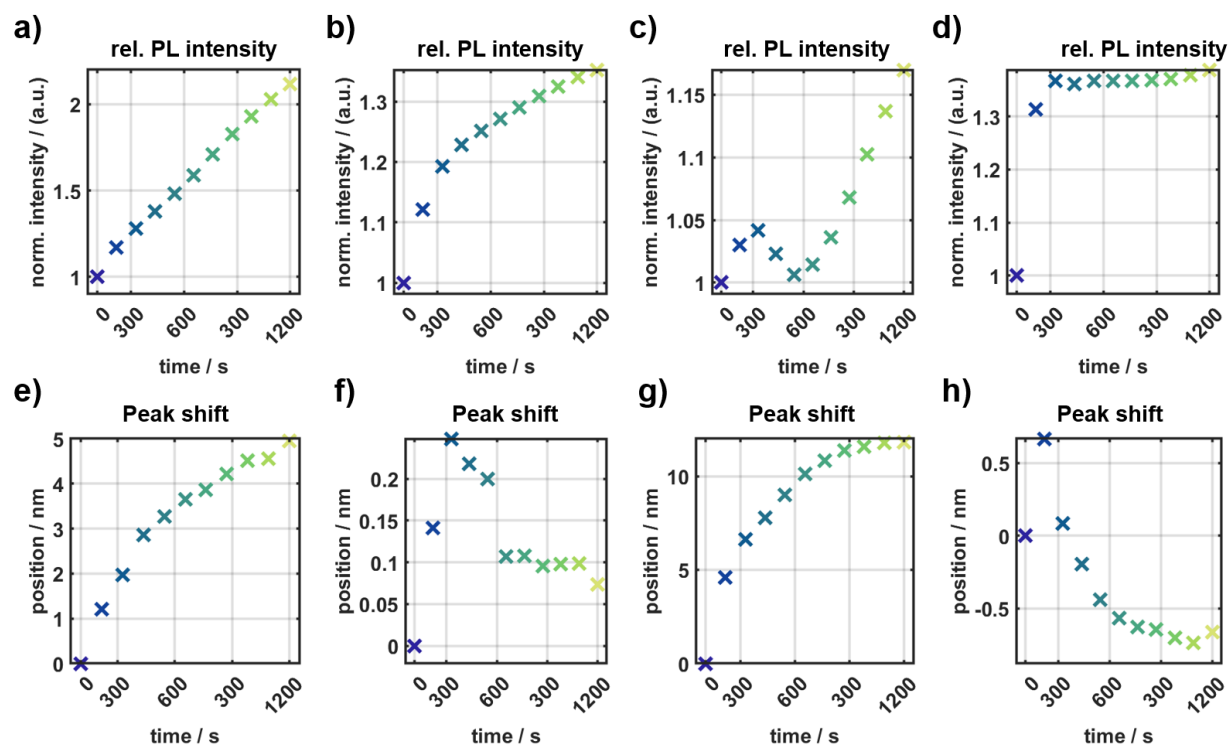 a)
rel. PL intensity
norm. intensity / (a.u.)
2
1.5
1
0
300
600
300
1200
time / s
b)
rel. PL intensity
norm. intensity / (a.u.)
1.3
1.2
1.1
1
0
300
600
300
1200
time / s
c)
rel. PL intensity
norm. intensity / (a.u.)
1.15
1.1
1.05
1
0
300
600
300
1200
time / s
d)
rel. PL intensity
norm. intensity / (a.u.)
1.3
1.2
1.1
1
0
300
600
300
1200
time / s
e)
Peak shift
position / nm
5
4
3
2
1
0
0
300
600
300
1200
time / s
f)
Peak shift
position / nm
0.2
0.15
0.1
0.05
0
0
300
600
300
1200
time / s
g)
Peak shift
position / nm
10
5
0
0
300
600
300
1200
time / s
h)
Peak shift
position / nm
0.5
0
-0.5
0
300
600
300
1200
time / s